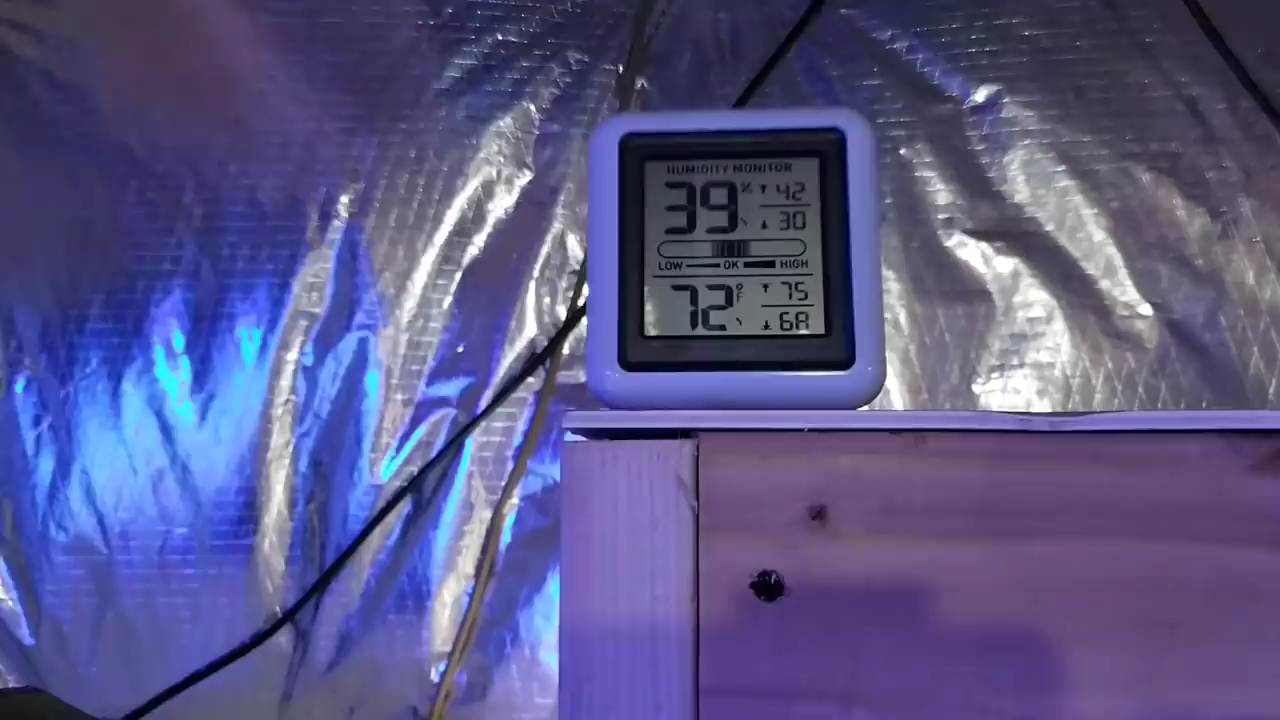 HUMIDITY MONITOR
39% 42
30
LOW OK HIGH
72°F 75
68